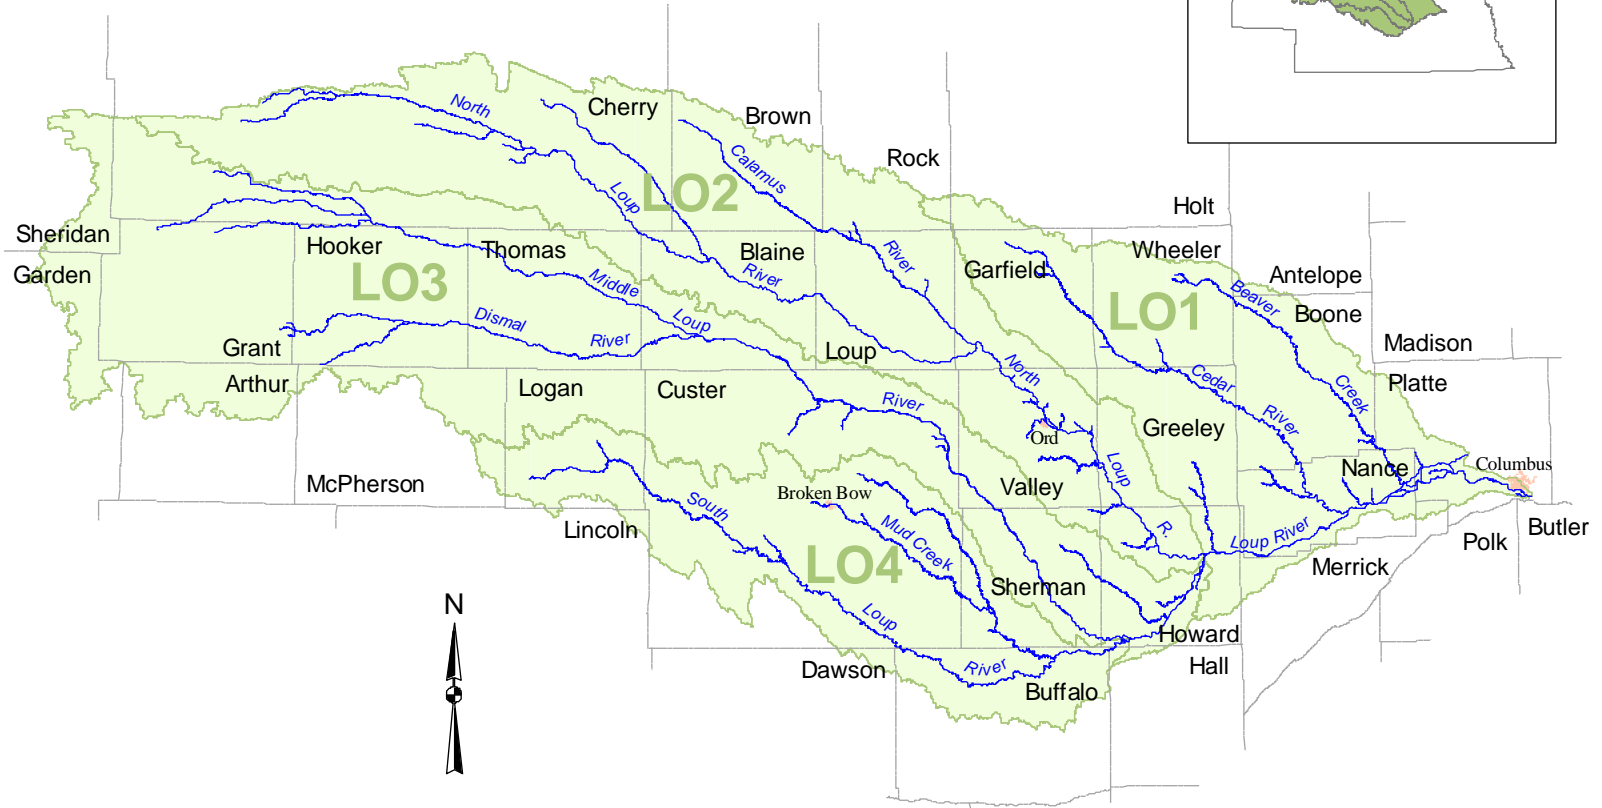 North
Cherry
Brown
Calamus
Rock
Loup
LO2
Holt
Sheridan
Hooker
Thomas
Blaine
River
Wheeler
Garden
LO3
Middle
River
Garfield
LO1
Antelope
Beaver
Boone
Dismal
River
Loup
Grant
Loup
Madison
Arthur
Logan
Custer
North
Cedar
Creek
Platte
River
River
Ord
Greeley
McPherson
Broken Bow
Valley
Loup
Nance
Columbus
South
Lincoln
Mud Creek
R.
Loup River
Butler
Polk
LO4
Merrick
Sherman
N
Loup
Howard
Dawson
River
Hall
Buffalo